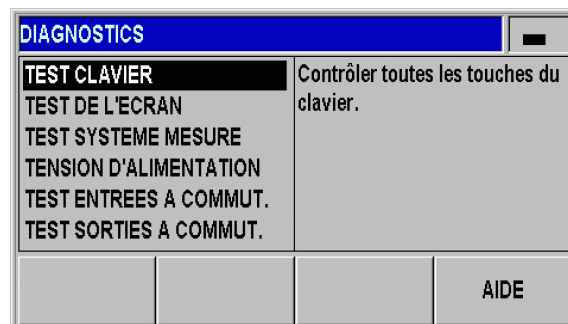 DIAGNOSTICS
TEST CLAVIER
TEST DE L'ECRAN
TEST SYSTEME MESURE
TENSION D'ALIMENTATION
TEST ENTREES A COMMUT.
TEST SORTIES A COMMUT.
Contrôler toutes les touches du
clavier.
AIDE